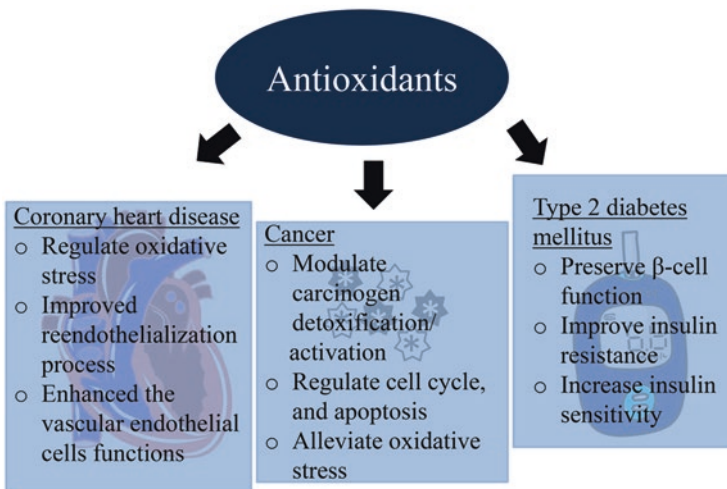 Antioxidants
Coronary heart disease
o Regulate oxidative
stress
o Improved
reendothelialization
process
o Enhanced the
vascular endothelial
cells functions
Cancer
o Modulate
carcinogen
detoxification/
activation
o Regulate cell cycle,
and apoptosis
o Alleviate oxidative
stress
Type 2 diabetes
mellitus
o Preserve β-cell
function
o Improve insulin
resistance
o Increase insulin
sensitivity